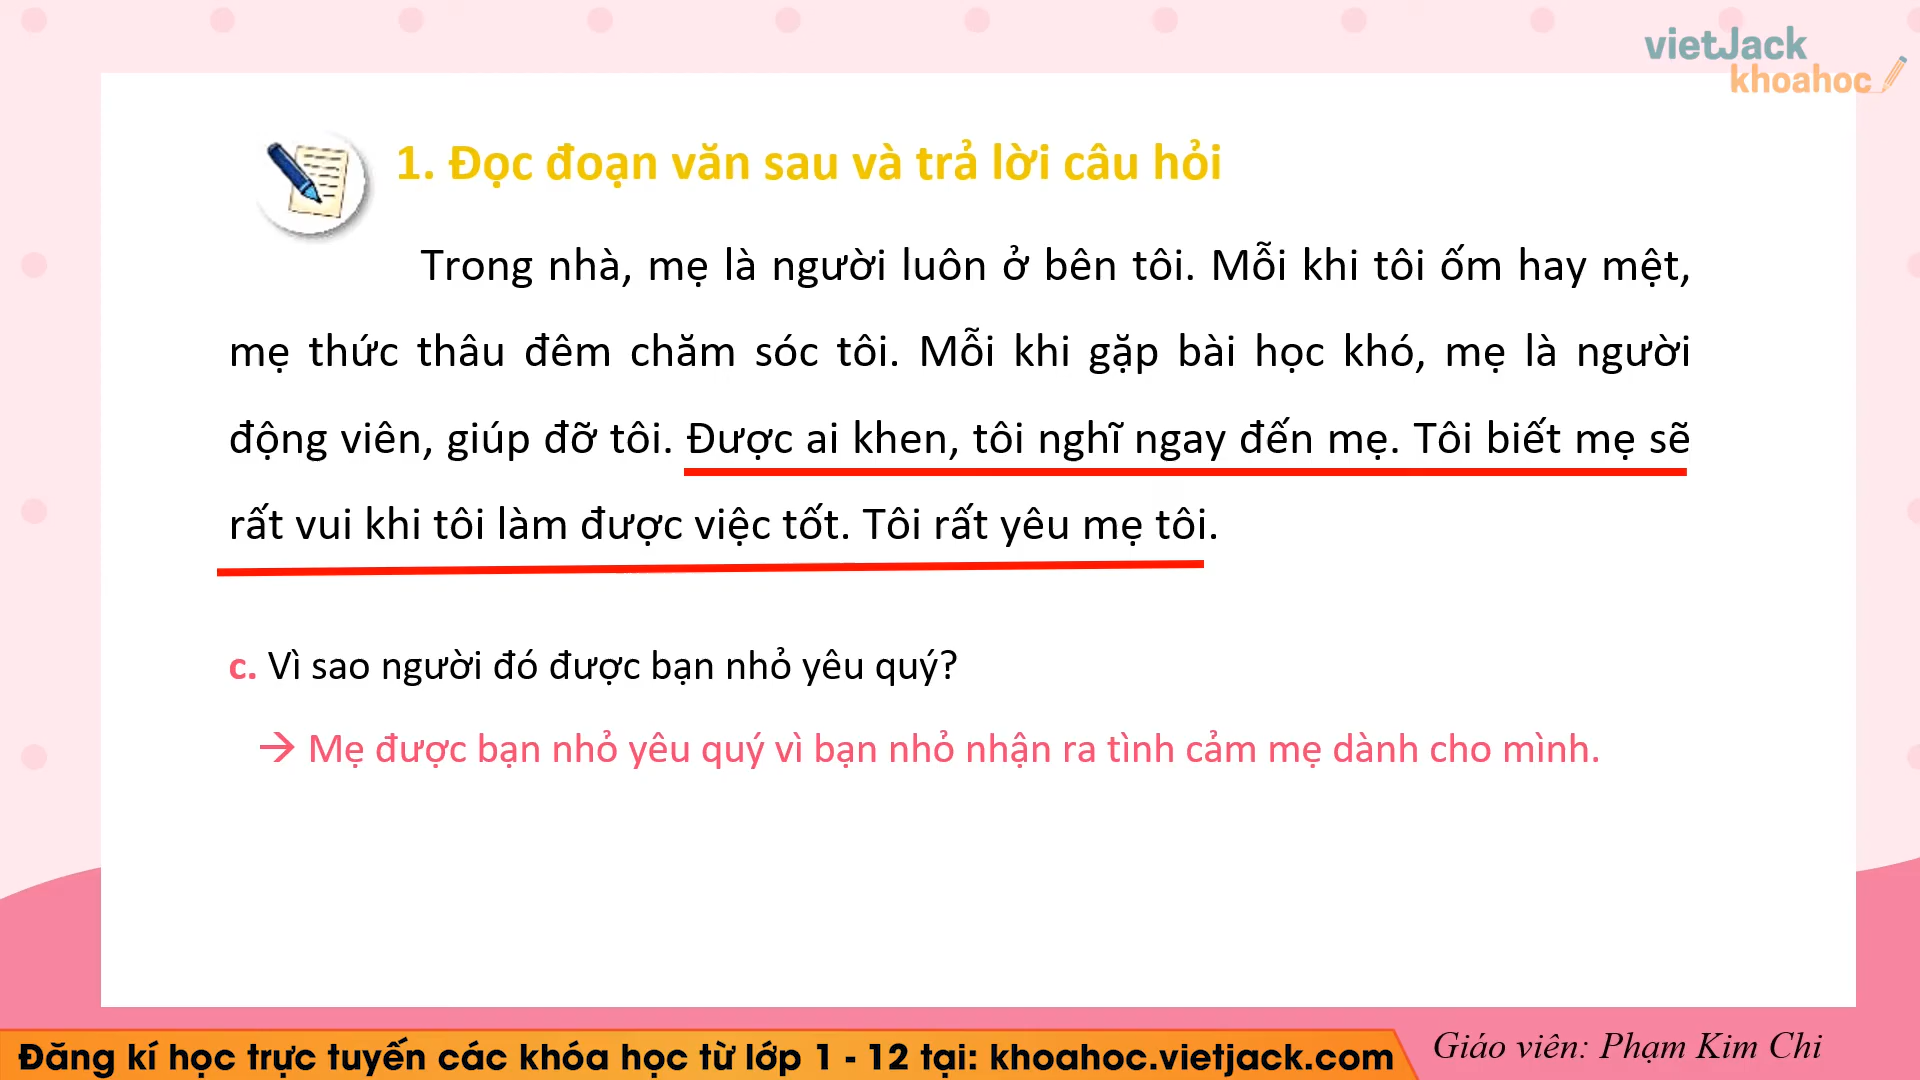 vietJack
khoahoc
1. Đọc đoạn văn sau và trả lời câu hỏi
Trong nhà, mẹ là người luôn ở bên tôi. Mỗi khi tôi ốm hay mệt,
mẹ thức thâu đêm chăm sóc tôi. Mỗi khi gặp bài học khó, mẹ là người
động viên, giúp đỡ tôi. Được ai khen, tôi nghĩ ngay đến mẹ. Tôi biết mẹ sẽ
rất vui khi tôi làm được việc tốt. Tôi rất yêu mẹ tôi.
c. Vì sao người đó được bạn nhỏ yêu quý?
→ Mẹ được bạn nhỏ yêu quý vì bạn nhỏ nhận ra tình cảm mẹ dành cho mình.
Đăng kí học trực tuyến các khóa học từ lớp 1 - 12 tại: khoahoc.vietjack.com
Giáo viên: Phạm Kim Chi